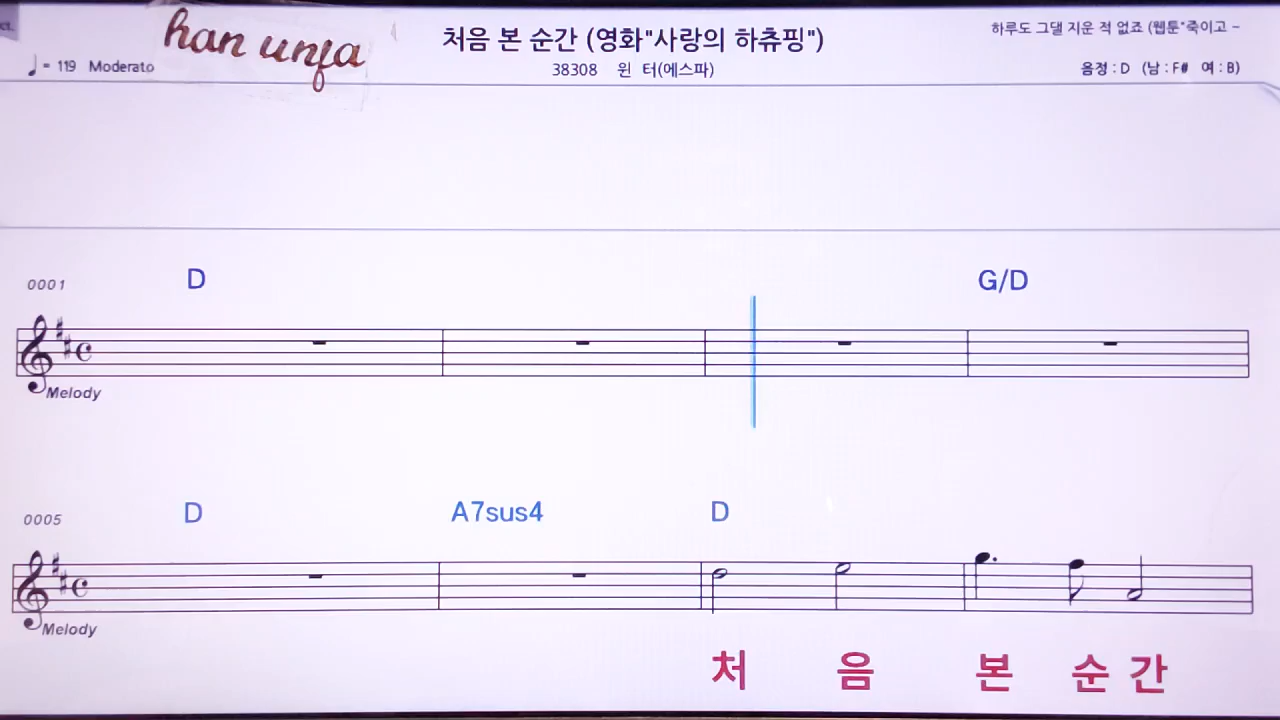 han unfa
처음 본 순간 (영화"사랑의 하츄핑")
하루도 그댈 지운 적 없죠 (웹툰"죽이고 ~
♩= 119 Moderato
38308 윈 터(에스파)
음정 : D (남 : F# 여 : B)
0001 D G/D
Melody
0005 D A7sus4 D
Melody
처 음 본 순 간